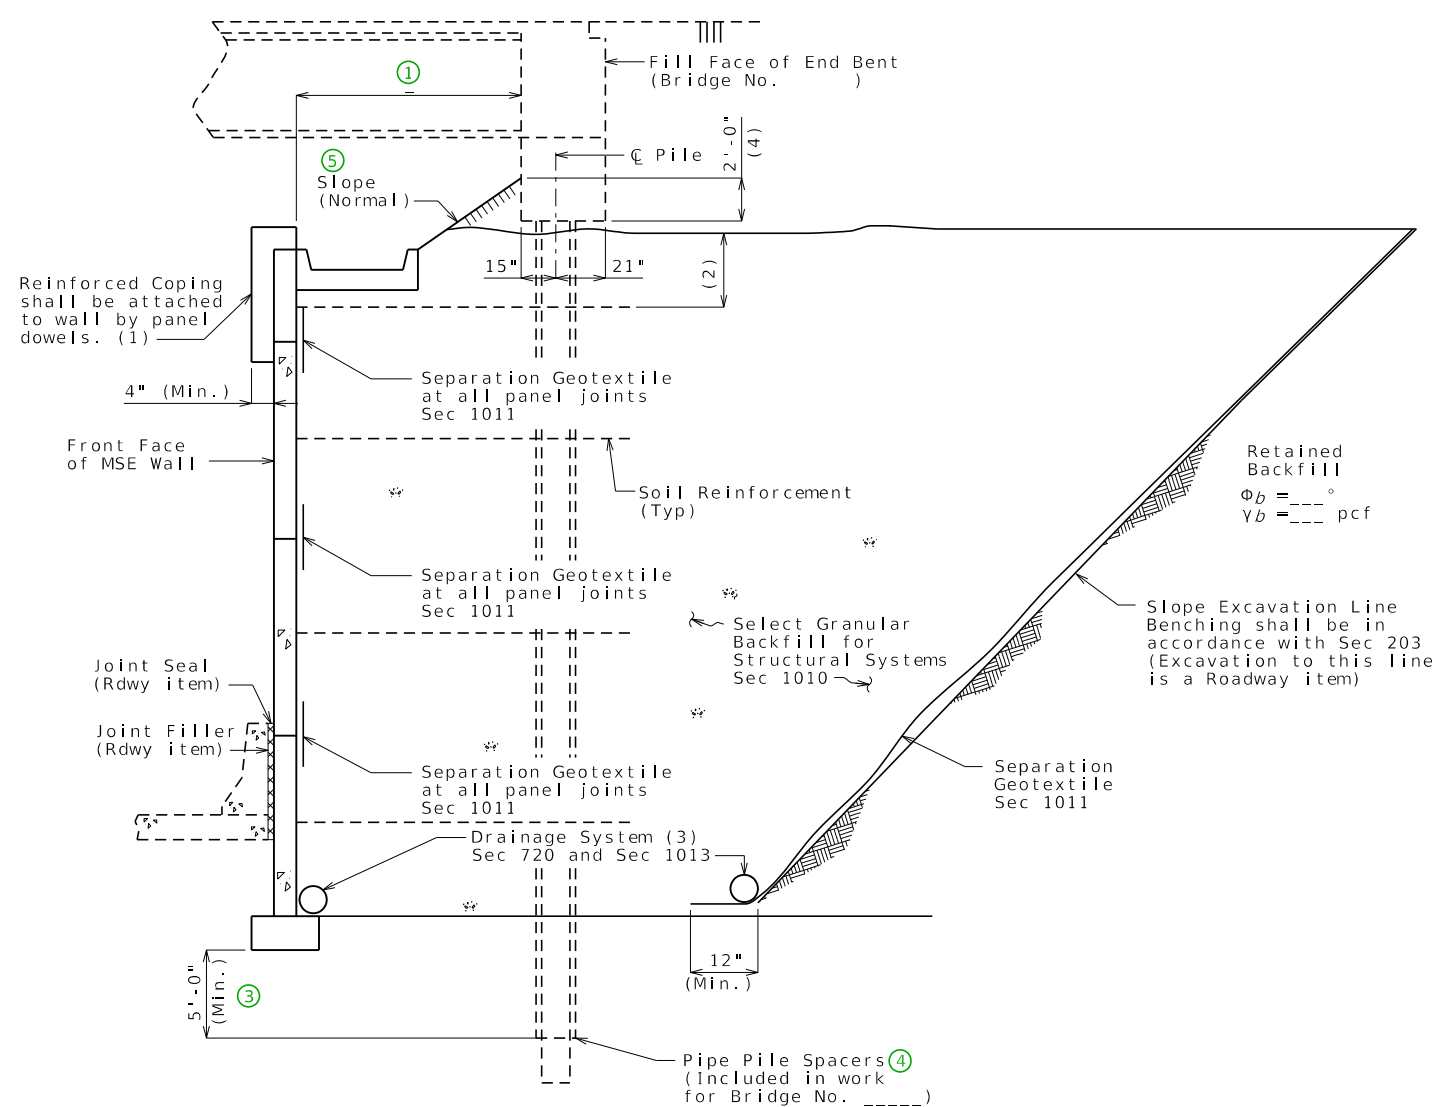 1
Fill Face of End Bent
(Bridge No. )
2'-0"
(4)
℄ Pile
5
Slope
(Normal)
15"
21"
(2)
Reinforced Coping
shall be attached
to wall by panel
dowels. (1)
4" (Min.)
Separation Geotextile
at all panel joints
Sec 1011
Front Face
of MSE Wall
Soil Reinforcement
(Typ)
Retained
Backfill
Φb =___°
γb =___ pcf
Separation Geotextile
at all panel joints
Sec 1011
Select Granular
Backfill for
Structural Systems
Sec 1010
Slope Excavation Line
Benching shall be in
accordance with Sec 203
(Excavation to this line
is a Roadway item)
Joint Seal
(Rdwy item)
Joint Filler
(Rdwy item)
Separation Geotextile
at all panel joints
Sec 1011
Separation
Geotextile
Sec 1011
Drainage System (3)
Sec 720 and Sec 1013
12"
(Min.)
5'-0"
(Min.)
3
Pipe Pile Spacers 4
(Included in work
for Bridge No. _____)